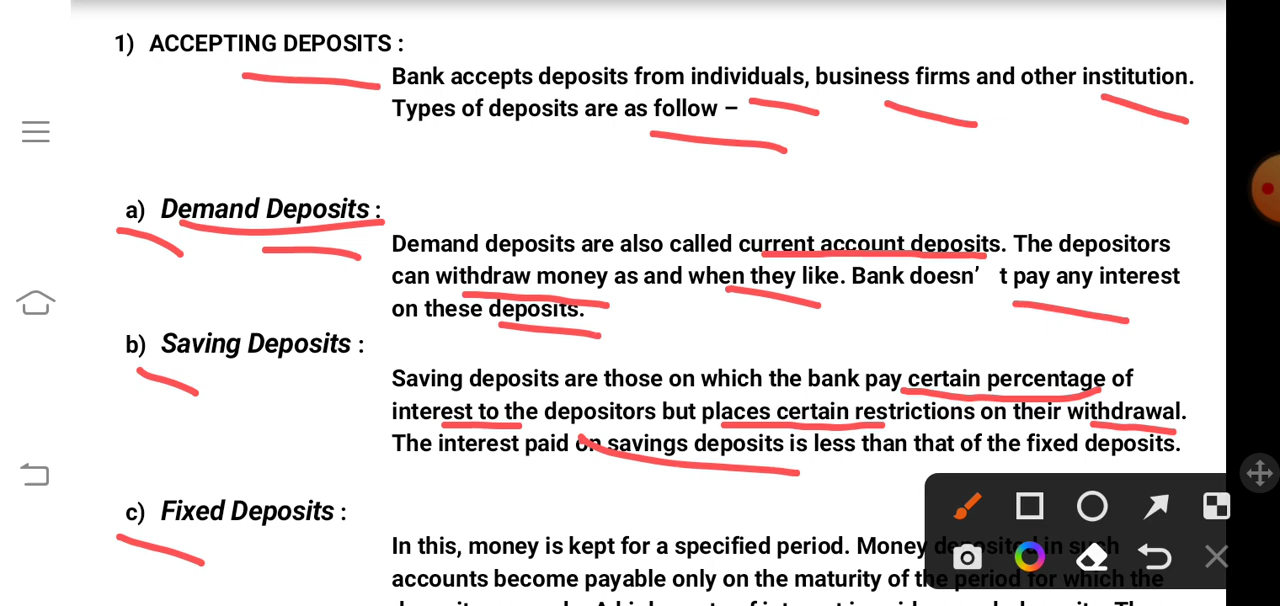 1) ACCEPTING DEPOSITS :
Bank accepts deposits from individuals, business firms and other institution.
Types of deposits are as follow –
a) Demand Deposits :
Demand deposits are also called current account deposits. The depositors
can withdraw money as and when they like. Bank doesn’ t pay any interest
on these deposits.
b) Saving Deposits :
Saving deposits are those on which the bank pay certain percentage of
interest to the depositors but places certain restrictions on their withdrawal.
The interest paid on savings deposits is less than that of the fixed deposits.
c) Fixed Deposits :
In this, money is kept for a specified period. Money deposited in such
accounts become payable only on the maturity of the period for which the